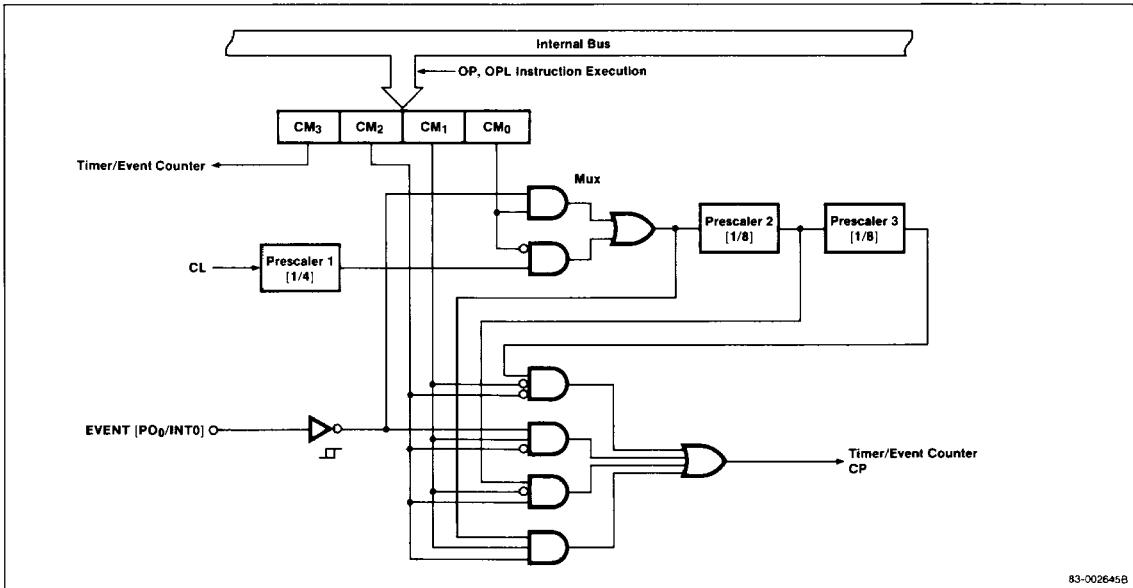 Internal Bus
OP, OPL Instruction Execution
CM3 CM2 CM1 CM0
Timer/Event Counter
Mux
Prescaler 2
[1/8]
Prescaler 3
[1/8]
CL
Prescaler 1
[1/4]
EVENT [PO0/INT0]
Timer/Event Counter
CP
83-002645B